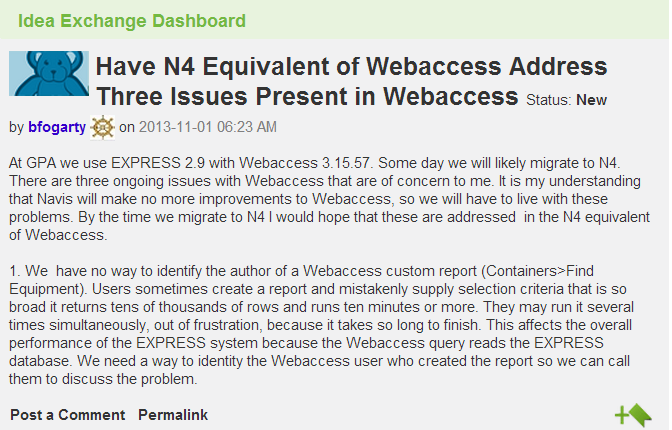 Idea Exchange Dashboard
Have N4 Equivalent of Webaccess Address
Three Issues Present in Webaccess Status: New
by bfogarty on 2013-11-01 06:23 AM
At GPA we use EXPRESS 2.9 with Webaccess 3.15.57. Some day we will likely migrate to N4.
There are three ongoing issues with Webaccess that are of concern to me. It is my understanding
that Navis will make no more improvements to Webaccess, so we will have to live with these
problems. By the time we migrate to N4 I would hope that these are addressed  in the N4 equivalent
of Webaccess.
1. We  have no way to identify the author of a Webaccess custom report (Containers>Find
Equipment). Users sometimes create a report and mistakenly supply selection criteria that is so
broad it returns tens of thousands of rows and runs ten minutes or more. They may run it several
times simultaneously, out of frustration, because it takes so long to finish. This affects the overall
performance of the EXPRESS system because the Webaccess query reads the EXPRESS
database. We need a way to identity the Webaccess user who created the report so we can call
them to discuss the problem.
Post a Comment Permalink